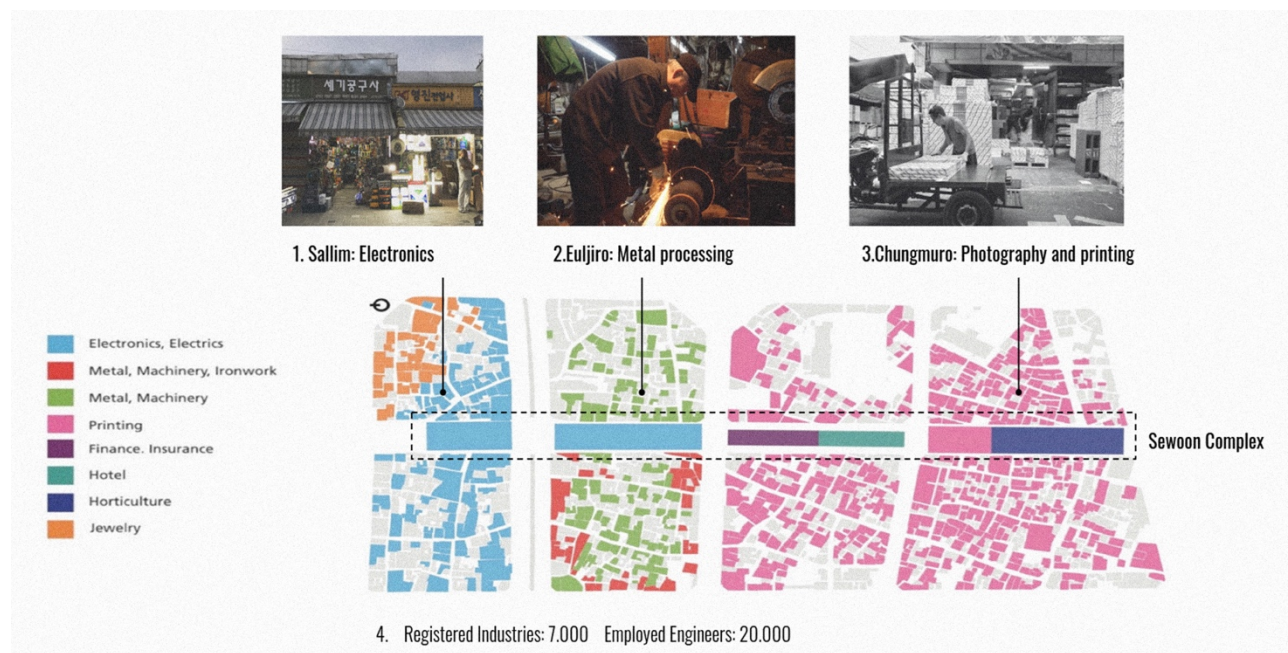 세기공구사
1. Sallim: Electronics
2.Euljiro: Metal processing
3.Chungmuro: Photography and printing
Electronics, Electrics
Metal, Machinery, Ironwork
Metal, Machinery
Printing
Finance. Insurance
Hotel
Horticulture
Jewelry
Sewoon Complex
4. Registered Industries: 7.000 Employed Engineers: 20.000